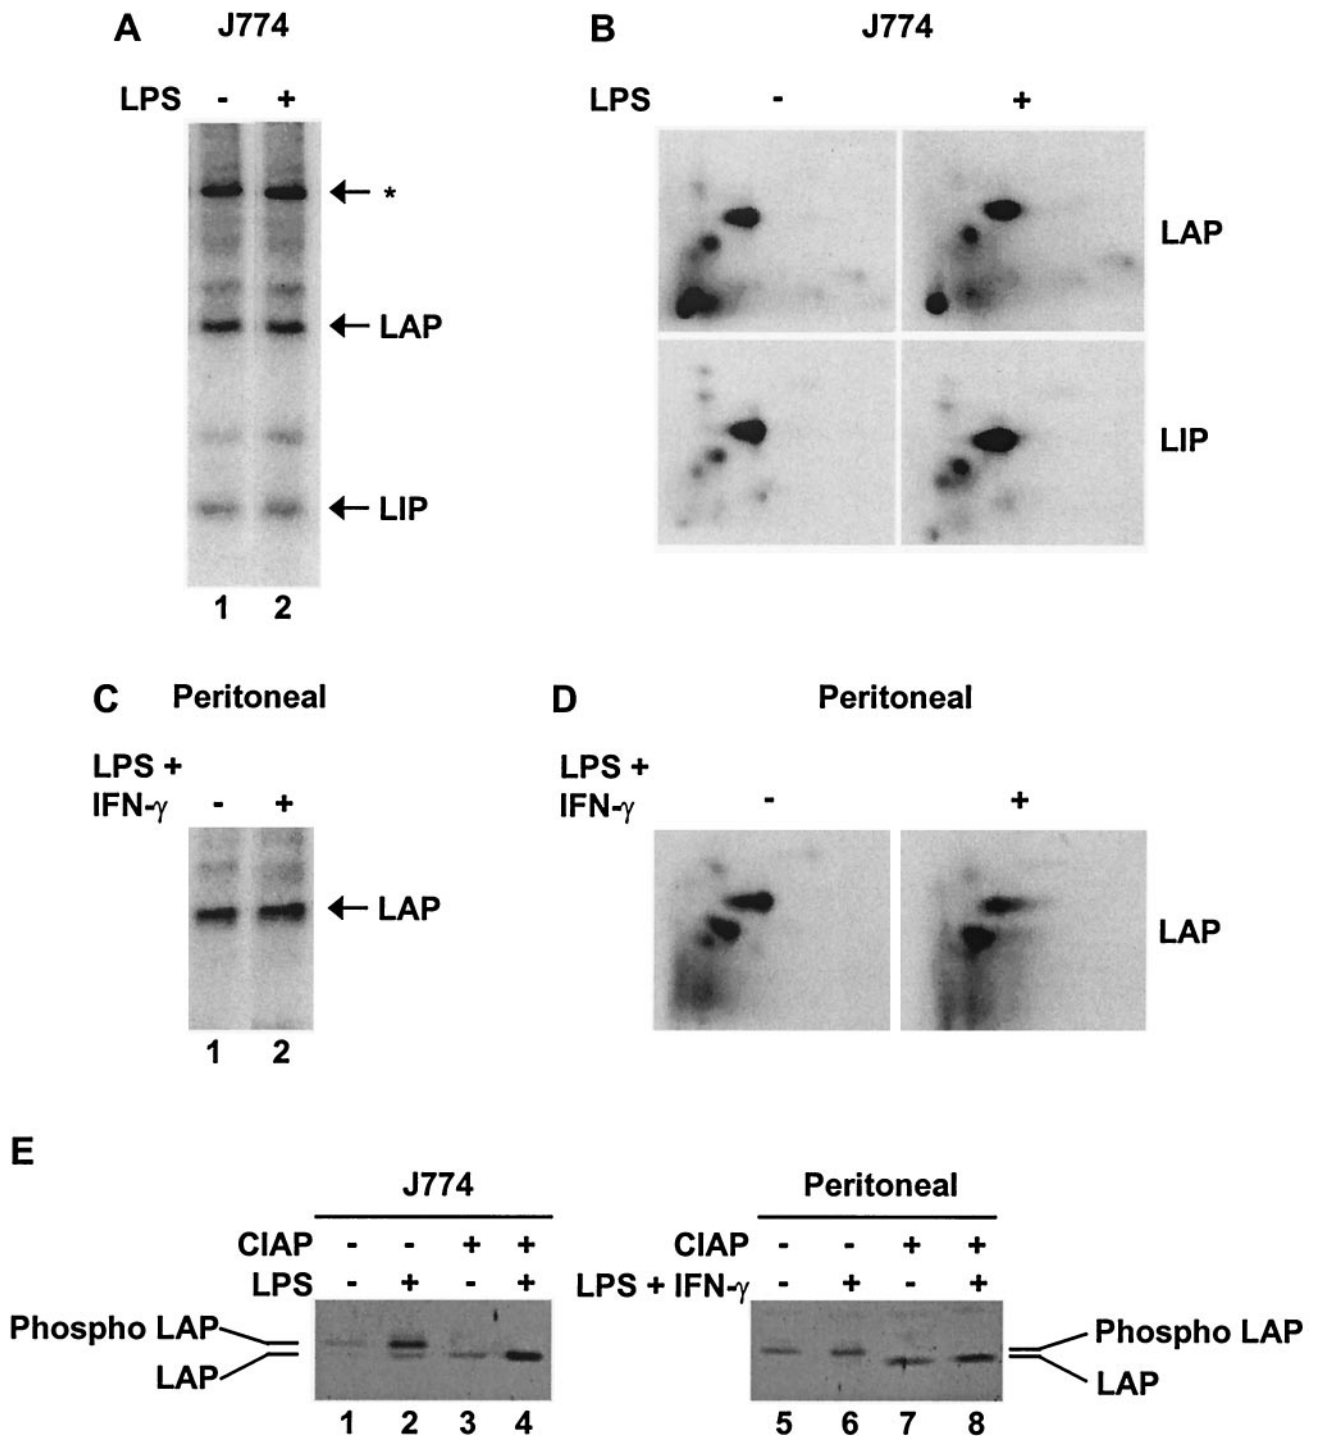 A J774
LPS - +
*
LAP
LIP
1 2
B J774
LPS - +
LAP
LIP
C Peritoneal
LPS +
IFN-γ - +
LAP
1 2
D Peritoneal
LPS +
IFN-γ - +
LAP
E
J774
CIAP - - + +
LPS - + - +
Phospho LAP
LAP
1 2 3 4
Peritoneal
CIAP - - + +
LPS + IFN-γ - + - +
Phospho LAP
LAP
5 6 7 8